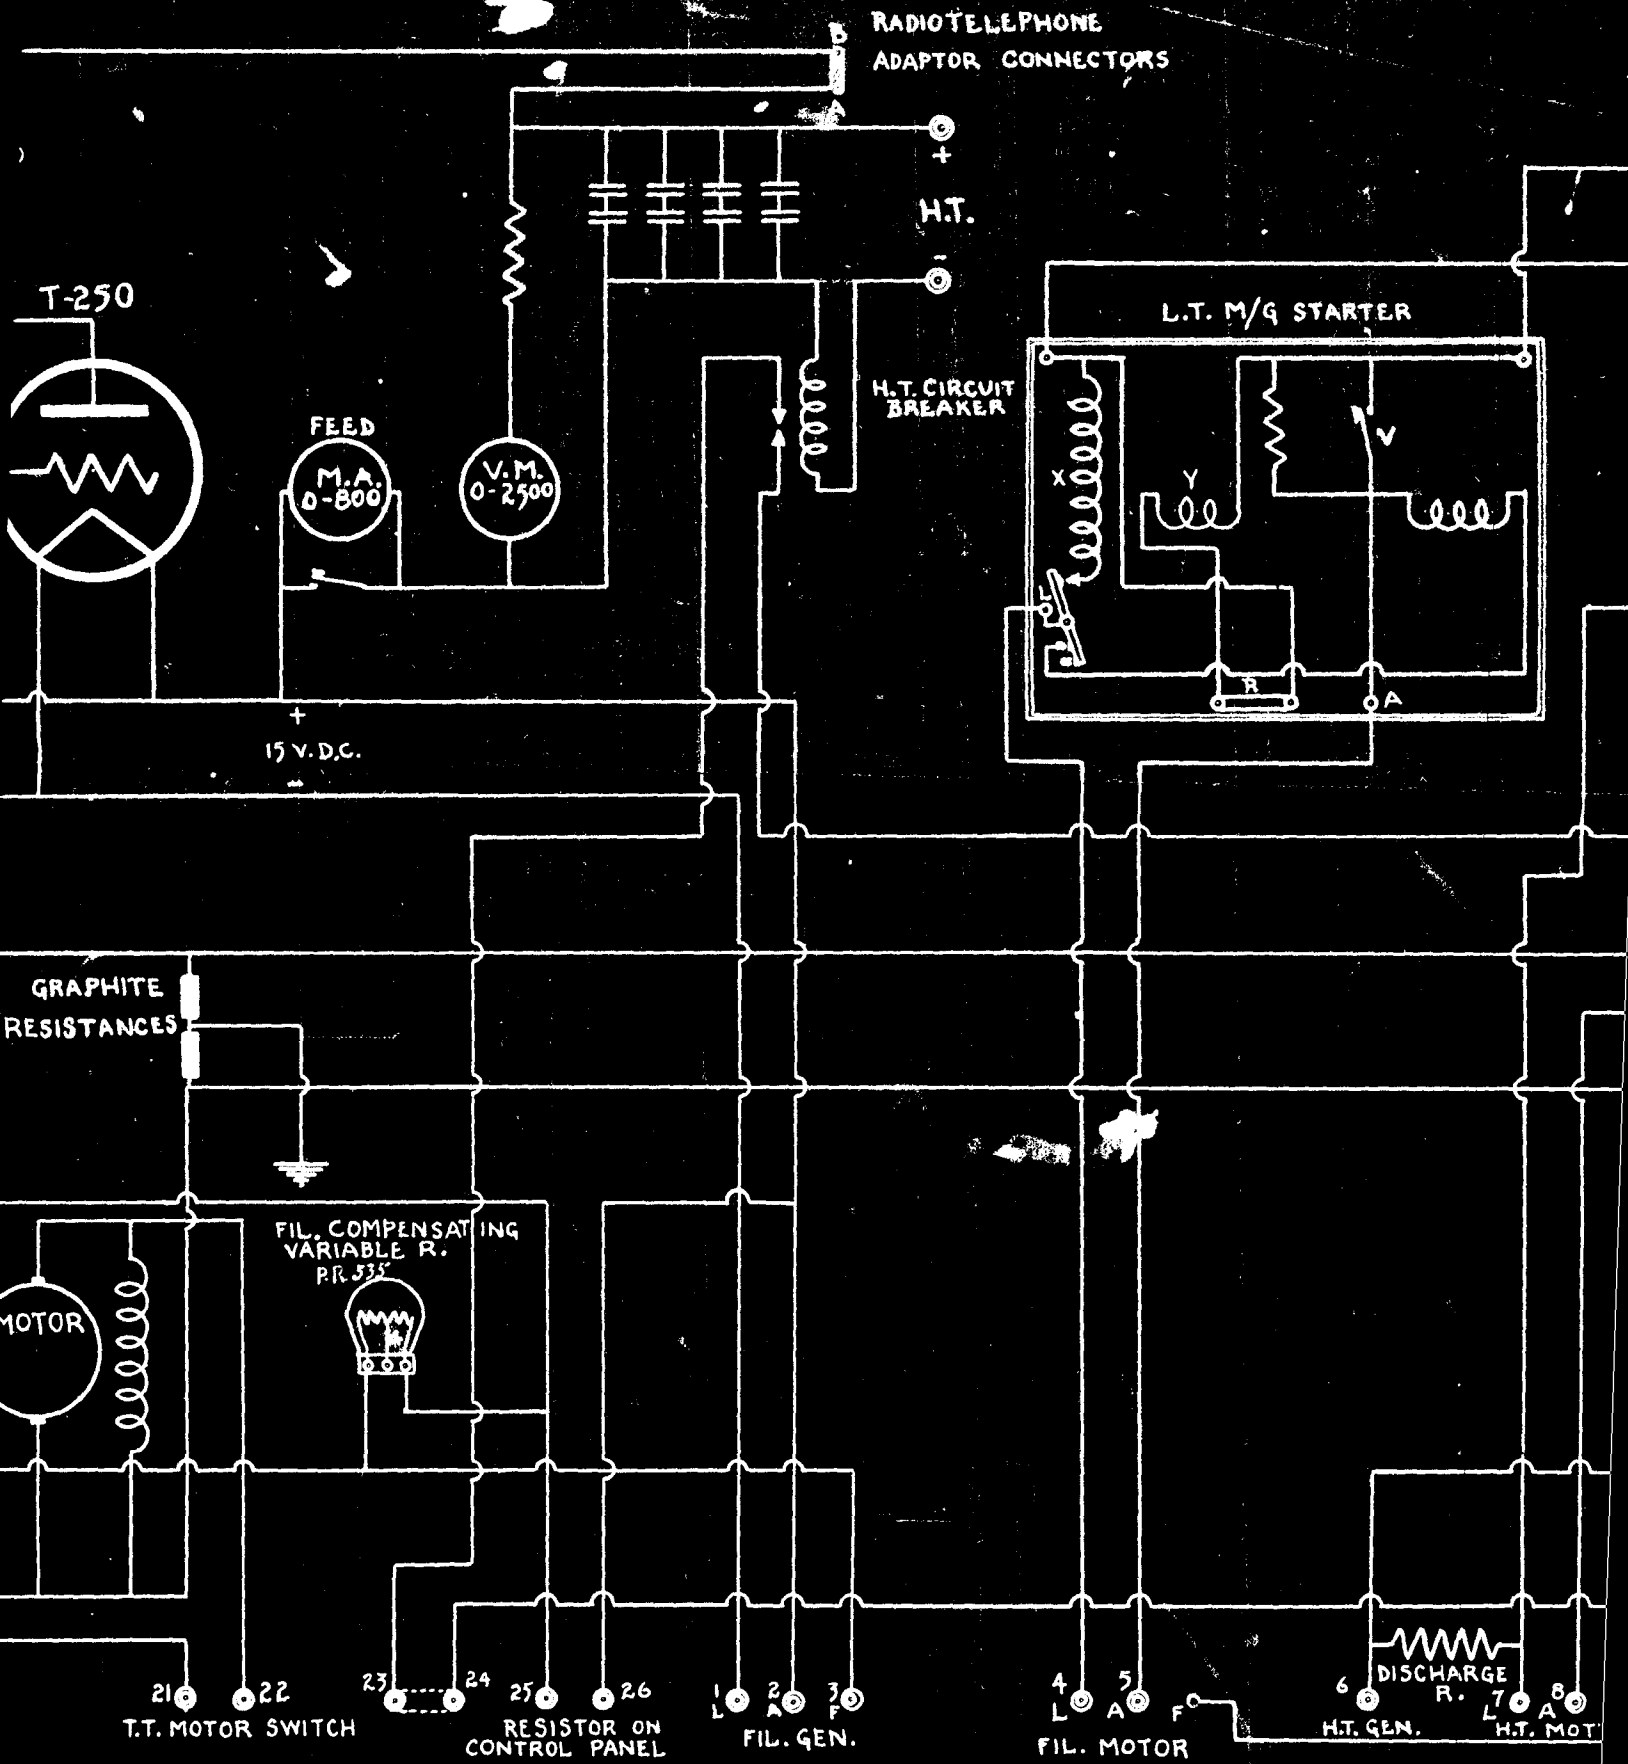 B
RADIOTELEPHONE
ADAPTOR CONNECTORS
A
+
H.T.
-
T-250
L.T. M/G STARTER
H.T. CIRCUIT
BREAKER
FEED
M.A.
0-800
V.M.
0-2500
X
Y
V
R
A
+
15 V. D.C.
-
GRAPHITE
RESISTANCES
FIL. COMPENSATING
VARIABLE R.
P.R. 535
MOTOR
DISCHARGE
R.
21
22
T.T. MOTOR SWITCH
23
24
25
26
RESISTOR ON
CONTROL PANEL
1
L
2
A
3
F
FIL. GEN.
4
L
5
A
F
FIL. MOTOR
6
H.T. GEN.
7
L
8
A
H.T. MOT